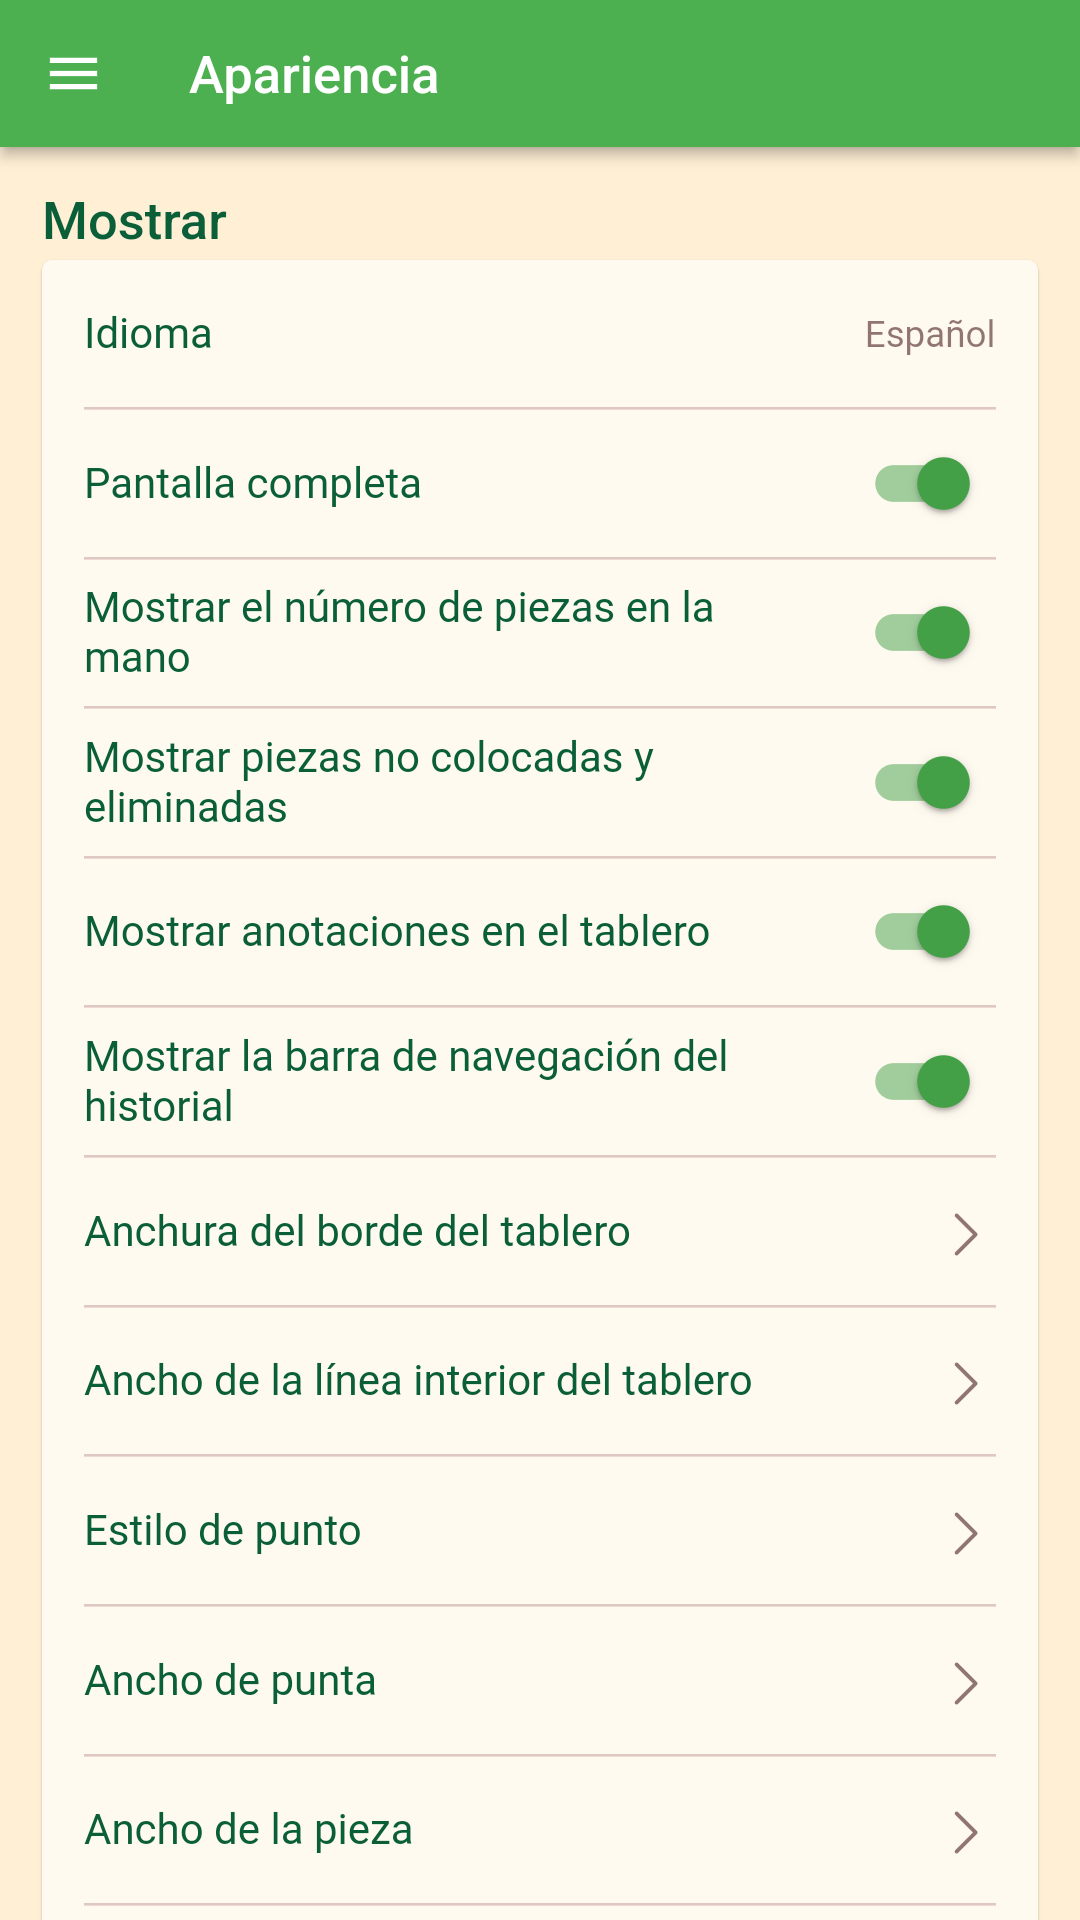 Apariencia
Mostrar
Idioma
Español
Pantalla completa
Mostrar el número de piezas en la
mano
Mostrar piezas no colocadas y
eliminadas
Mostrar anotaciones en el tablero
Mostrar la barra de navegación del
historial
Anchura del borde del tablero
Ancho de la línea interior del tablero
Estilo de punto
Ancho de punta
Ancho de la pieza